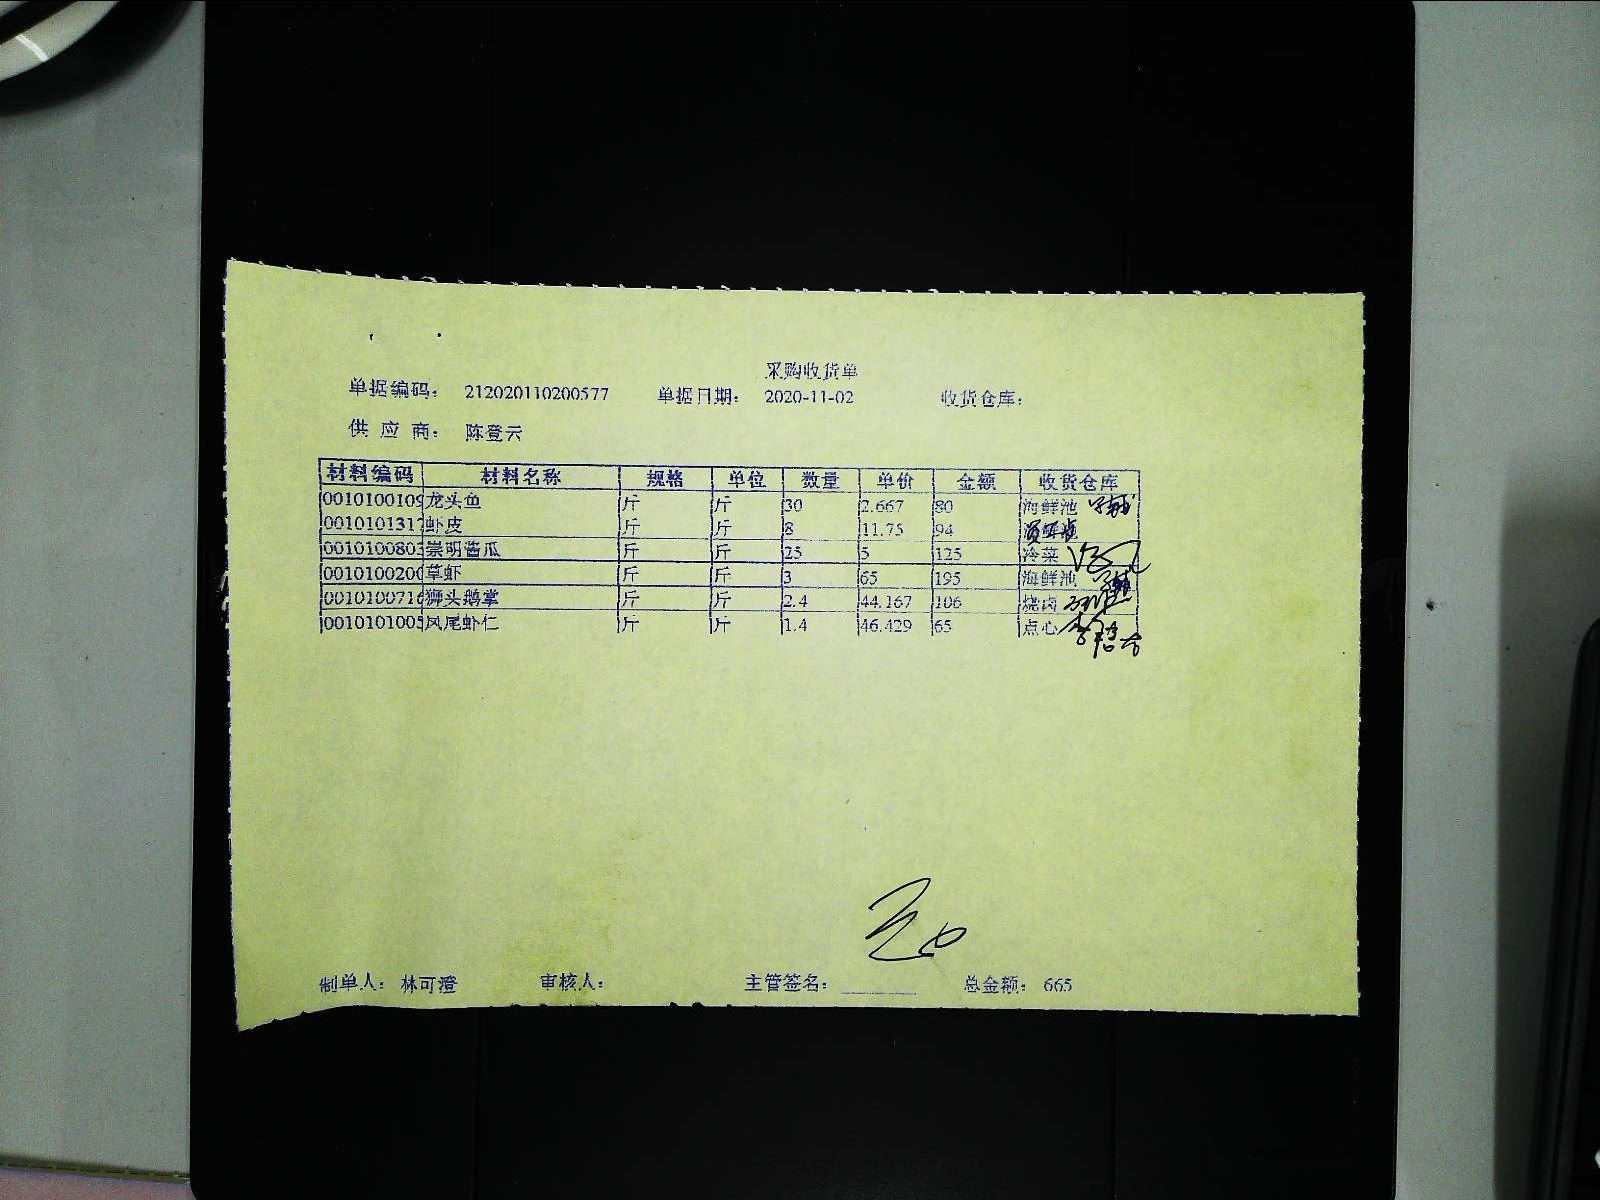 采购收货单
单据编码： 212020110200577 单据日期： 2020-11-02 收货仓库：
供 应 商： 陈登云
材料编码 材料名称 规格 单位 数量 单价 金额 收货仓库
0010100109 龙头鱼 斤 斤 30 2.667 80 海鲜池
001010131 虾皮 斤 斤 8 11.75 94
001010080 崇明酱瓜 斤 斤 25 5 125 冷菜
001010020 草虾 斤 斤 3 65 195 海鲜池
001010071 狮头鹅掌 斤 斤 2.4 44.167 106 烧卤
0010101005 凤尾虾仁 斤 斤 1.4 46.429 65 点心
制单人： 林可澄 审核人： 主管签名： 总金额： 665